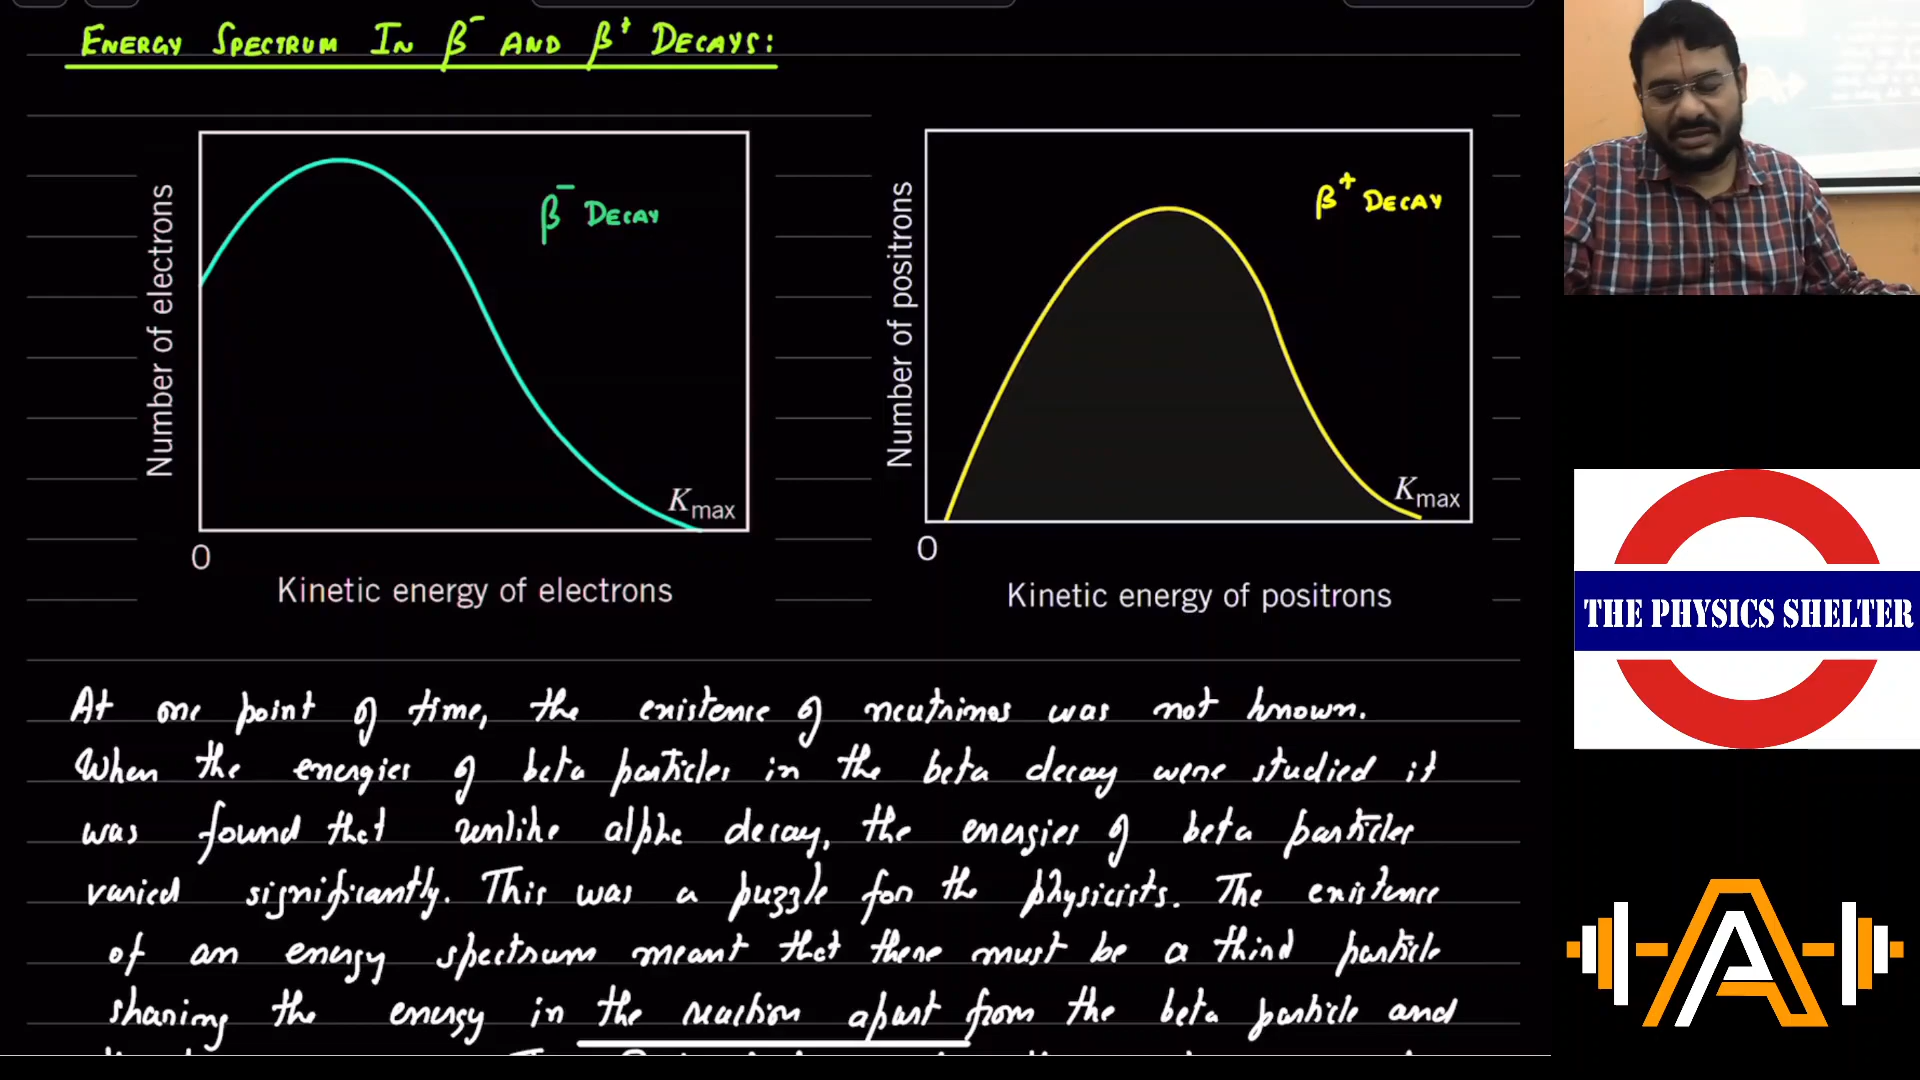 ENERGY SPECTRUM IN β⁻ AND β⁺ DECAYS:
Number of electrons
β⁻ DECAY
Kmax
0
Kinetic energy of electrons
Number of positrons
β⁺ DECAY
Kmax
0
Kinetic energy of positrons
At one point of time, the existence of neutrinos was not known.
When the energies of beta particles in the beta decay were studied it
was found that unlike alpha decay, the energies of beta particles
varied significantly. This was a puzzle for the physicists. The existence
of an energy spectrum meant that there must be a third particle
sharing the energy in the reaction apart from the beta particle and
THE PHYSICS SHELTER